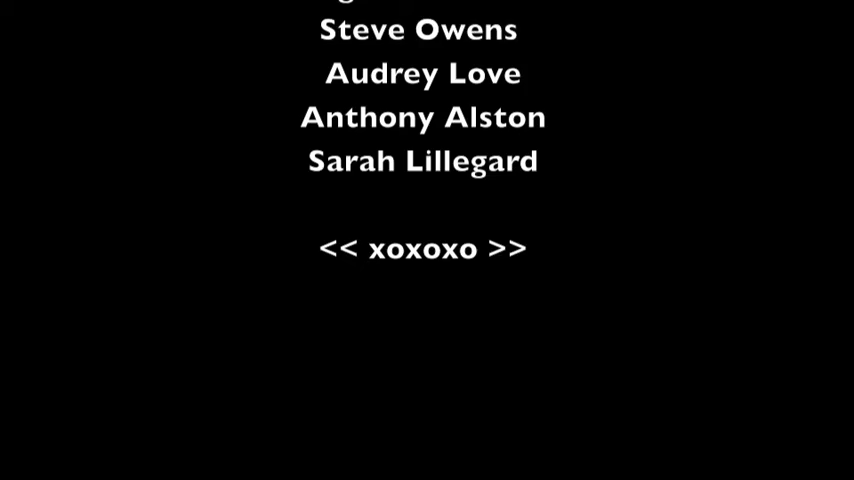 Steve Owens
Audrey Love
Anthony Alston
Sarah Lillegard
<< xoxoxo >>